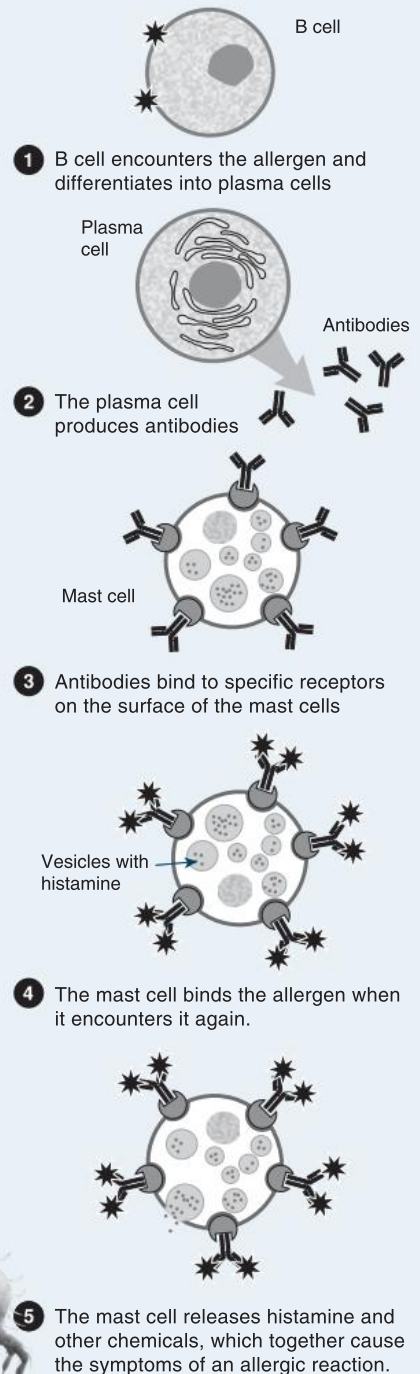 B cell
1 B cell encounters the allergen and
differentiates into plasma cells
Plasma
cell
Antibodies
2 The plasma cell
produces antibodies
Mast cell
3 Antibodies bind to specific receptors
on the surface of the mast cells
Vesicles with
histamine
4 The mast cell binds the allergen when
it encounters it again.
5 The mast cell releases histamine and
other chemicals, which together cause
the symptoms of an allergic reaction.